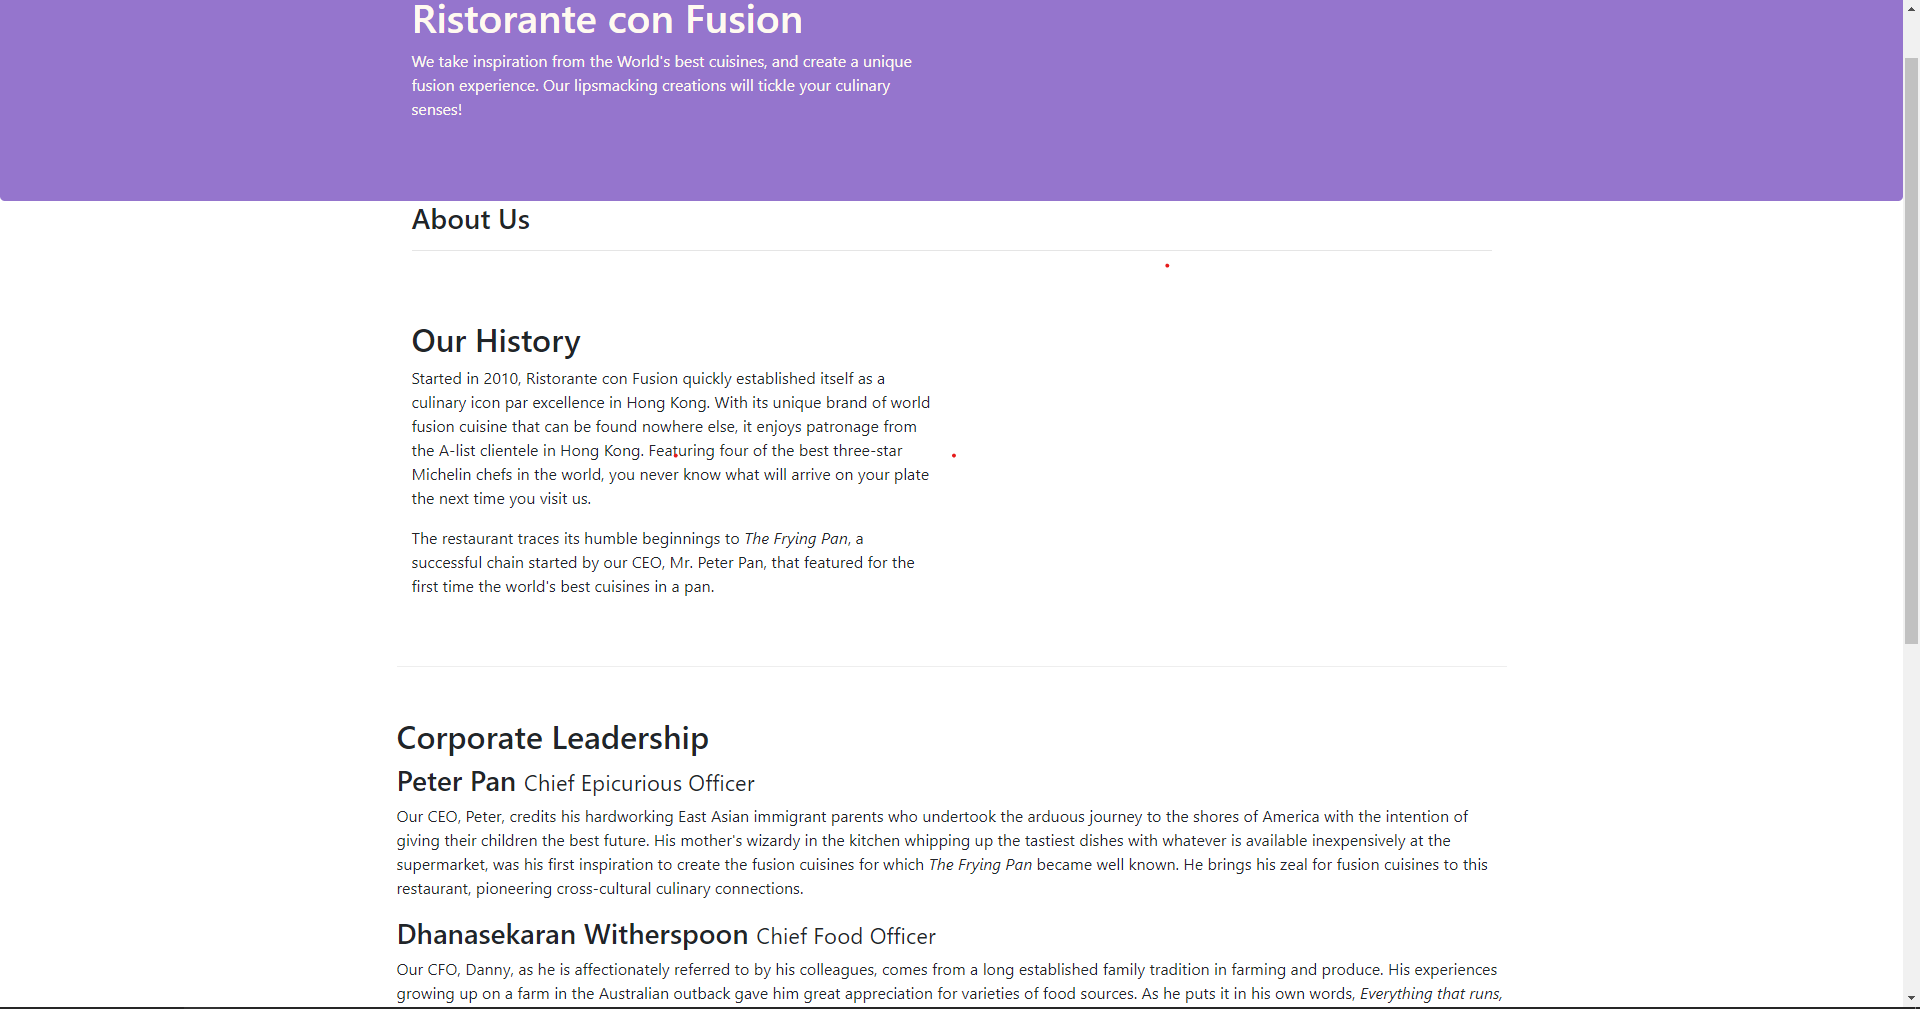 Ristorante con Fusion
We take inspiration from the World's best cuisines, and create a unique
fusion experience. Our lipsmacking creations will tickle your culinary
senses!
About Us
Our History
Started in 2010, Ristorante con Fusion quickly established itself as a
culinary icon par excellence in Hong Kong. With its unique brand of world
fusion cuisine that can be found nowhere else, it enjoys patronage from
the A-list clientele in Hong Kong. Featuring four of the best three-star
Michelin chefs in the world, you never know what will arrive on your plate
the next time you visit us.
The restaurant traces its humble beginnings to The Frying Pan, a
successful chain started by our CEO, Mr. Peter Pan, that featured for the
first time the world's best cuisines in a pan.
Corporate Leadership
Peter Pan Chief Epicurious Officer
Our CEO, Peter, credits his hardworking East Asian immigrant parents who undertook the arduous journey to the shores of America with the intention of
giving their children the best future. His mother's wizardy in the kitchen whipping up the tastiest dishes with whatever is available inexpensively at the
supermarket, was his first inspiration to create the fusion cuisines for which The Frying Pan became well known. He brings his zeal for fusion cuisines to this
restaurant, pioneering cross-cultural culinary connections.
Dhanasekaran Witherspoon Chief Food Officer
Our CFO, Danny, as he is affectionately referred to by his colleagues, comes from a long established family tradition in farming and produce. His experiences
growing up on a farm in the Australian outback gave him great appreciation for varieties of food sources. As he puts it in his own words, Everything that runs,